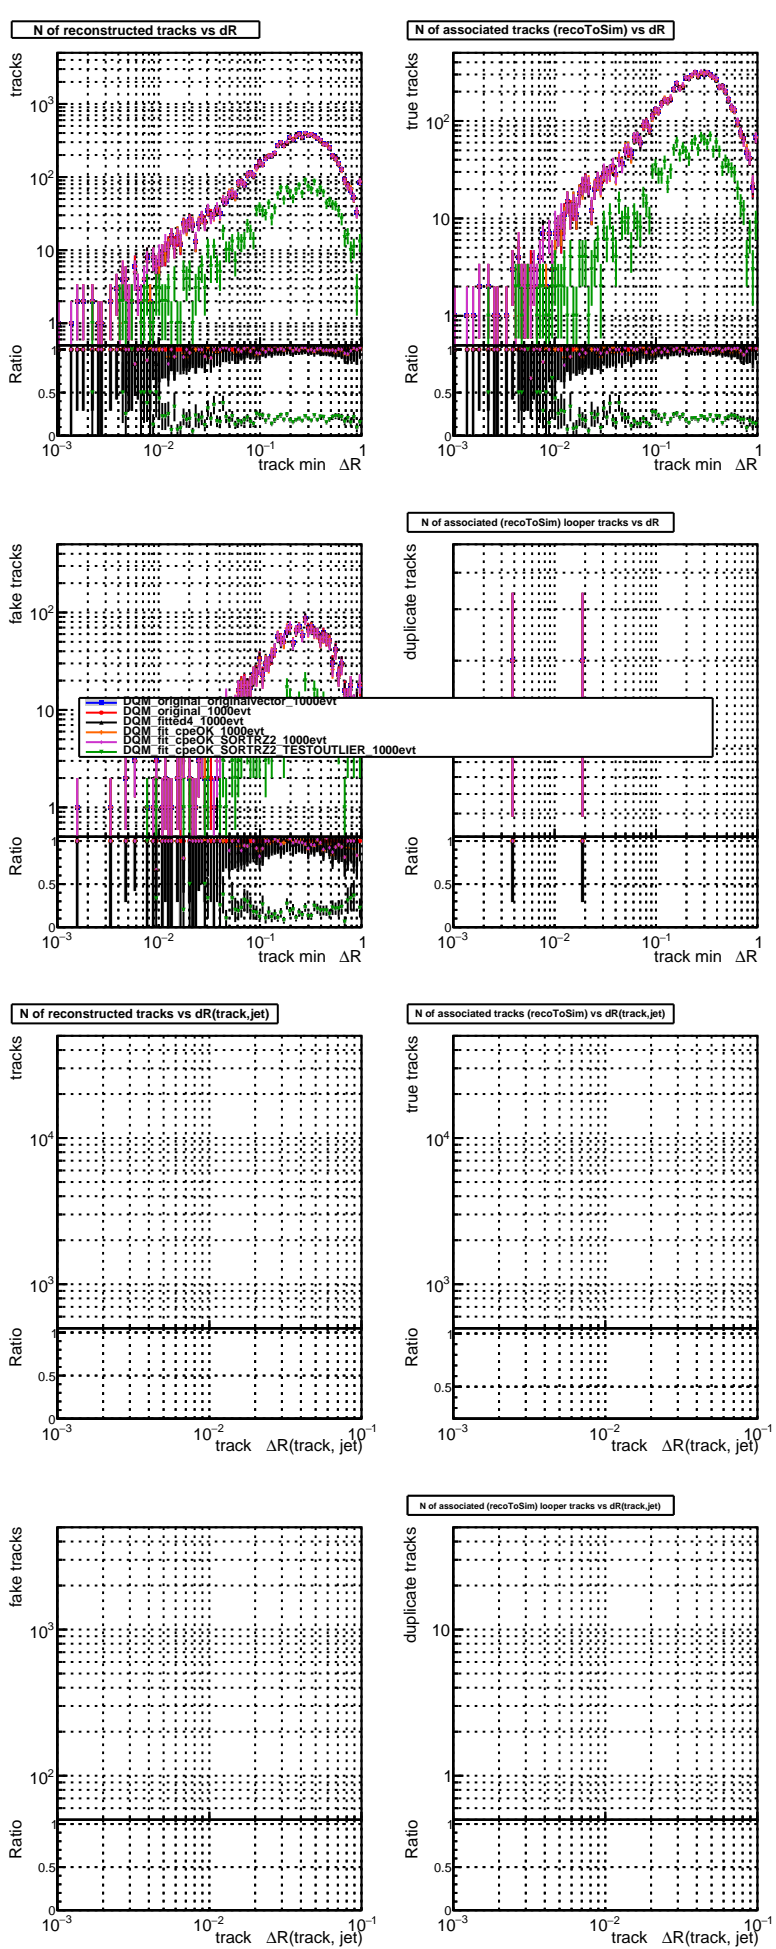 N of reconstructed tracks vs dR
tracks
10³
10²
10
1
Ratio
1
0.5
0
10⁻³
10⁻²
10⁻¹
1
track min ΔR
N of associated tracks (recoToSim) vs dR
true tracks
10²
10
1
Ratio
1
0.5
0
10⁻³
10⁻²
10⁻¹
1
track min ΔR
fake tracks
10²
10
1
Ratio
1
0.5
0
10⁻³
10⁻²
10⁻¹
1
track min ΔR
N of associated (recoToSim) looper tracks vs dR
duplicate tracks
Ratio
1
0.5
0
10⁻³
10⁻²
10⁻¹
1
track min ΔR
DQM_original_originalvector_1000evt
DQM_original_1000evt
DQM_fitted4_1000evt
DQM_fit_cpeOK_1000evt
DQM_fit_cpeOK_SORTRZ2_1000evt
DQM_fit_cpeOK_SORTRZ2_TESTOUTLIER_1000evt
N of reconstructed tracks vs dR(track,jet)
tracks
10⁴
10³
Ratio
1
0.5
0
10⁻³
10⁻²
10⁻¹
track ΔR(track, jet)
N of associated tracks (recoToSim) vs dR(track,jet)
true tracks
10⁴
10³
Ratio
1
0.5
10⁻³
10⁻²
10⁻¹
track ΔR(track, jet)
fake tracks
10³
10²
Ratio
1
0.5
0
10⁻³
10⁻²
10⁻¹
track ΔR(track, jet)
N of associated (recoToSim) looper tracks vs dR(track,jet)
duplicate tracks
10
1
Ratio
1
0.5
0
10⁻³
10⁻²
10⁻¹
track ΔR(track, jet)